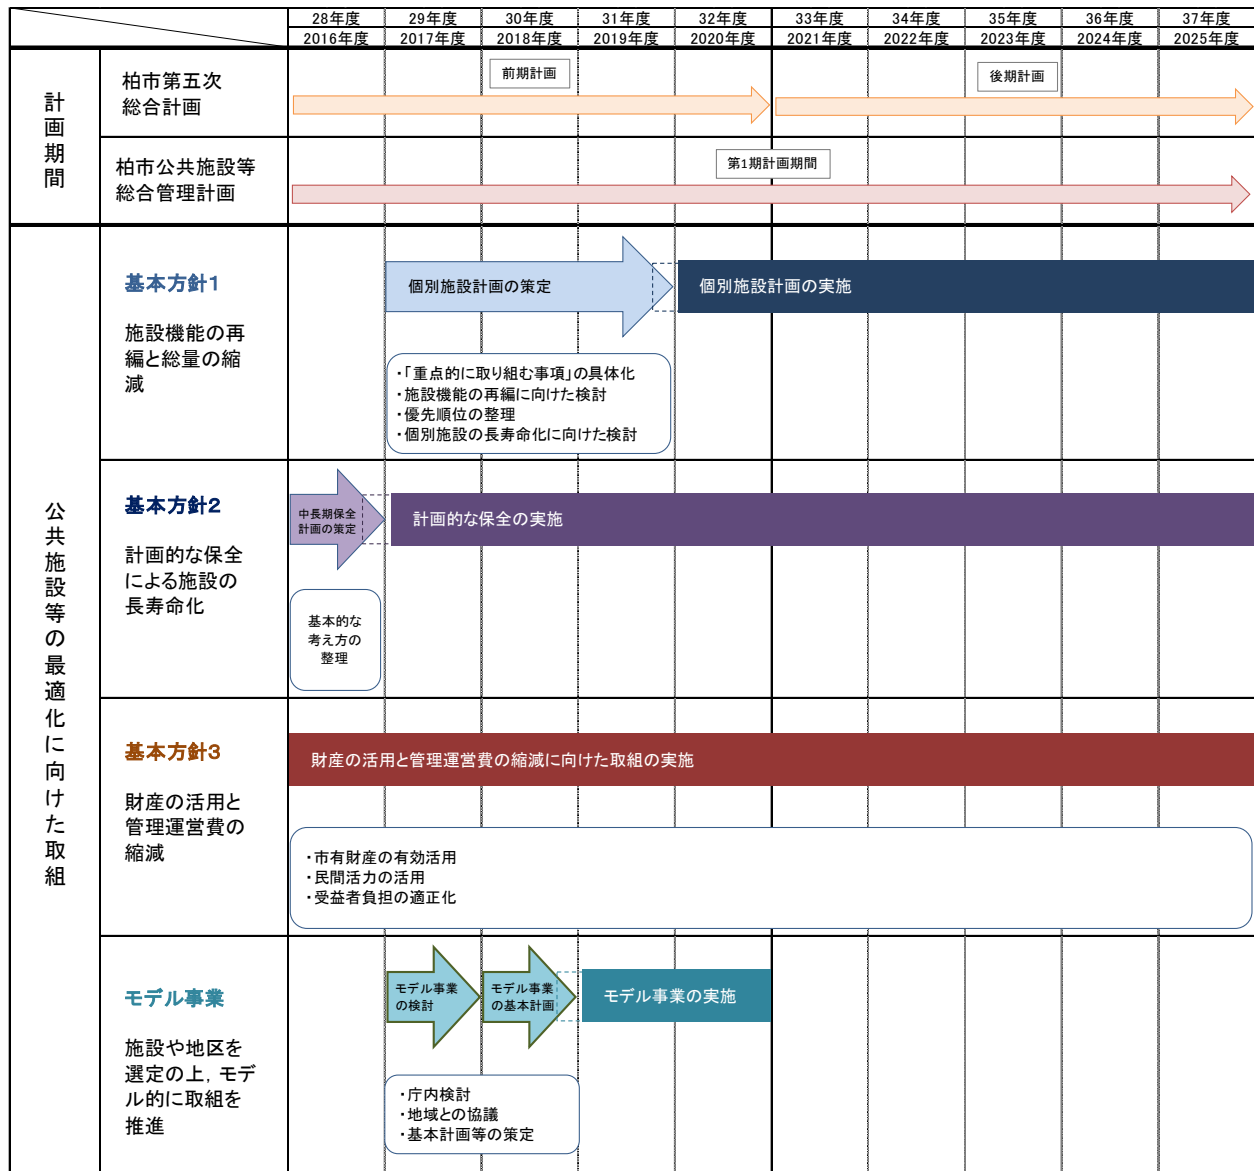 28年度 29年度 30年度 31年度 32年度 33年度 34年度 35年度 36年度 37年度
2016年度 2017年度 2018年度 2019年度 2020年度 2021年度 2022年度 2023年度 2024年度 2025年度
計画期間
柏市第五次
総合計画
前期計画
後期計画
柏市公共施設等
総合管理計画
第1期計画期間
公共施設等の最適化に向けた取組
基本方針1
施設機能の再
編と総量の縮
減
個別施設計画の策定
個別施設計画の実施
・「重点的に取り組む事項」の具体化
・施設機能の再編に向けた検討
・優先順位の整理
・個別施設の長寿命化に向けた検討
基本方針2
計画的な保全
による施設の
長寿命化
中長期保全
計画の策定
計画的な保全の実施
基本的な
考え方の
整理
基本方針3
財産の活用と
管理運営費の
縮減
財産の活用と管理運営費の縮減に向けた取組の実施
・市有財産の有効活用
・民間活力の活用
・受益者負担の適正化
モデル事業
施設や地区を
選定の上，モデ
ル的に取組を
推進
モデル事業
の検討
モデル事業
の基本計画
モデル事業の実施
・庁内検討
・地域との協議
・基本計画等の策定